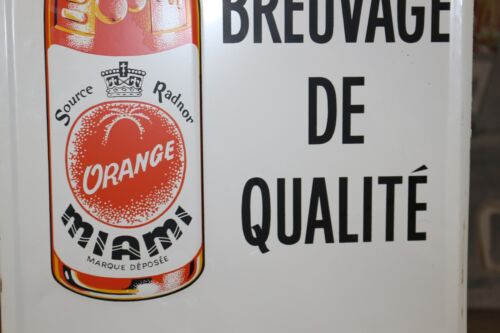 Source Radnor
ORANGE
MIAMI
MARQUE DÉPOSÉE
BREUVAGE
DE
QUALITÉ